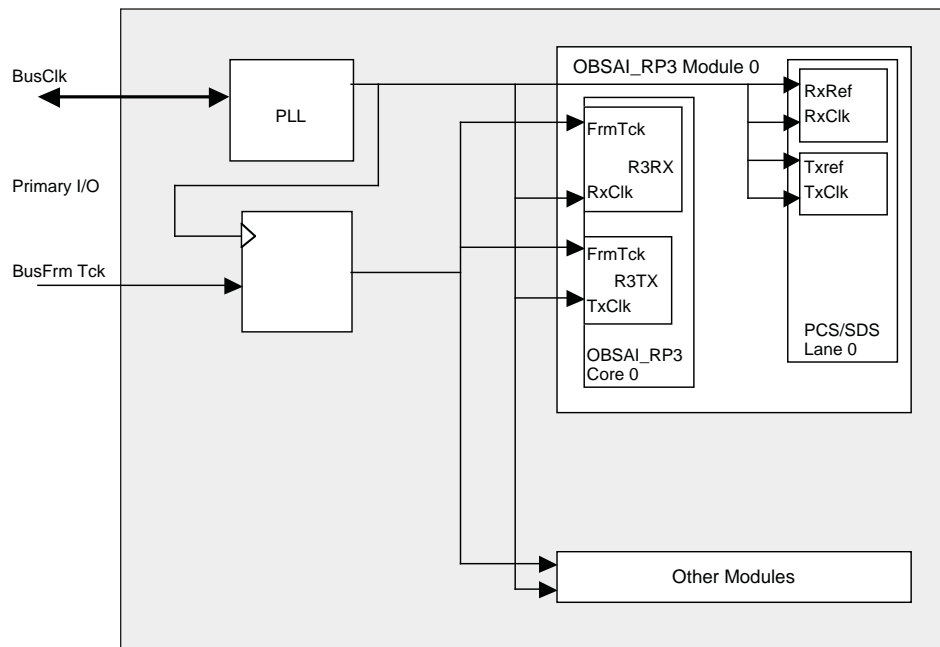 BusClk
PLL
Primary I/O
BusFrm Tck
OBSAI_RP3 Module 0
FrmTck
R3RX
RxClk
FrmTck
R3TX
TxClk
OBSAI_RP3
Core 0
RxRef
RxClk
Txref
TxClk
PCS/SDS
Lane 0
Other Modules